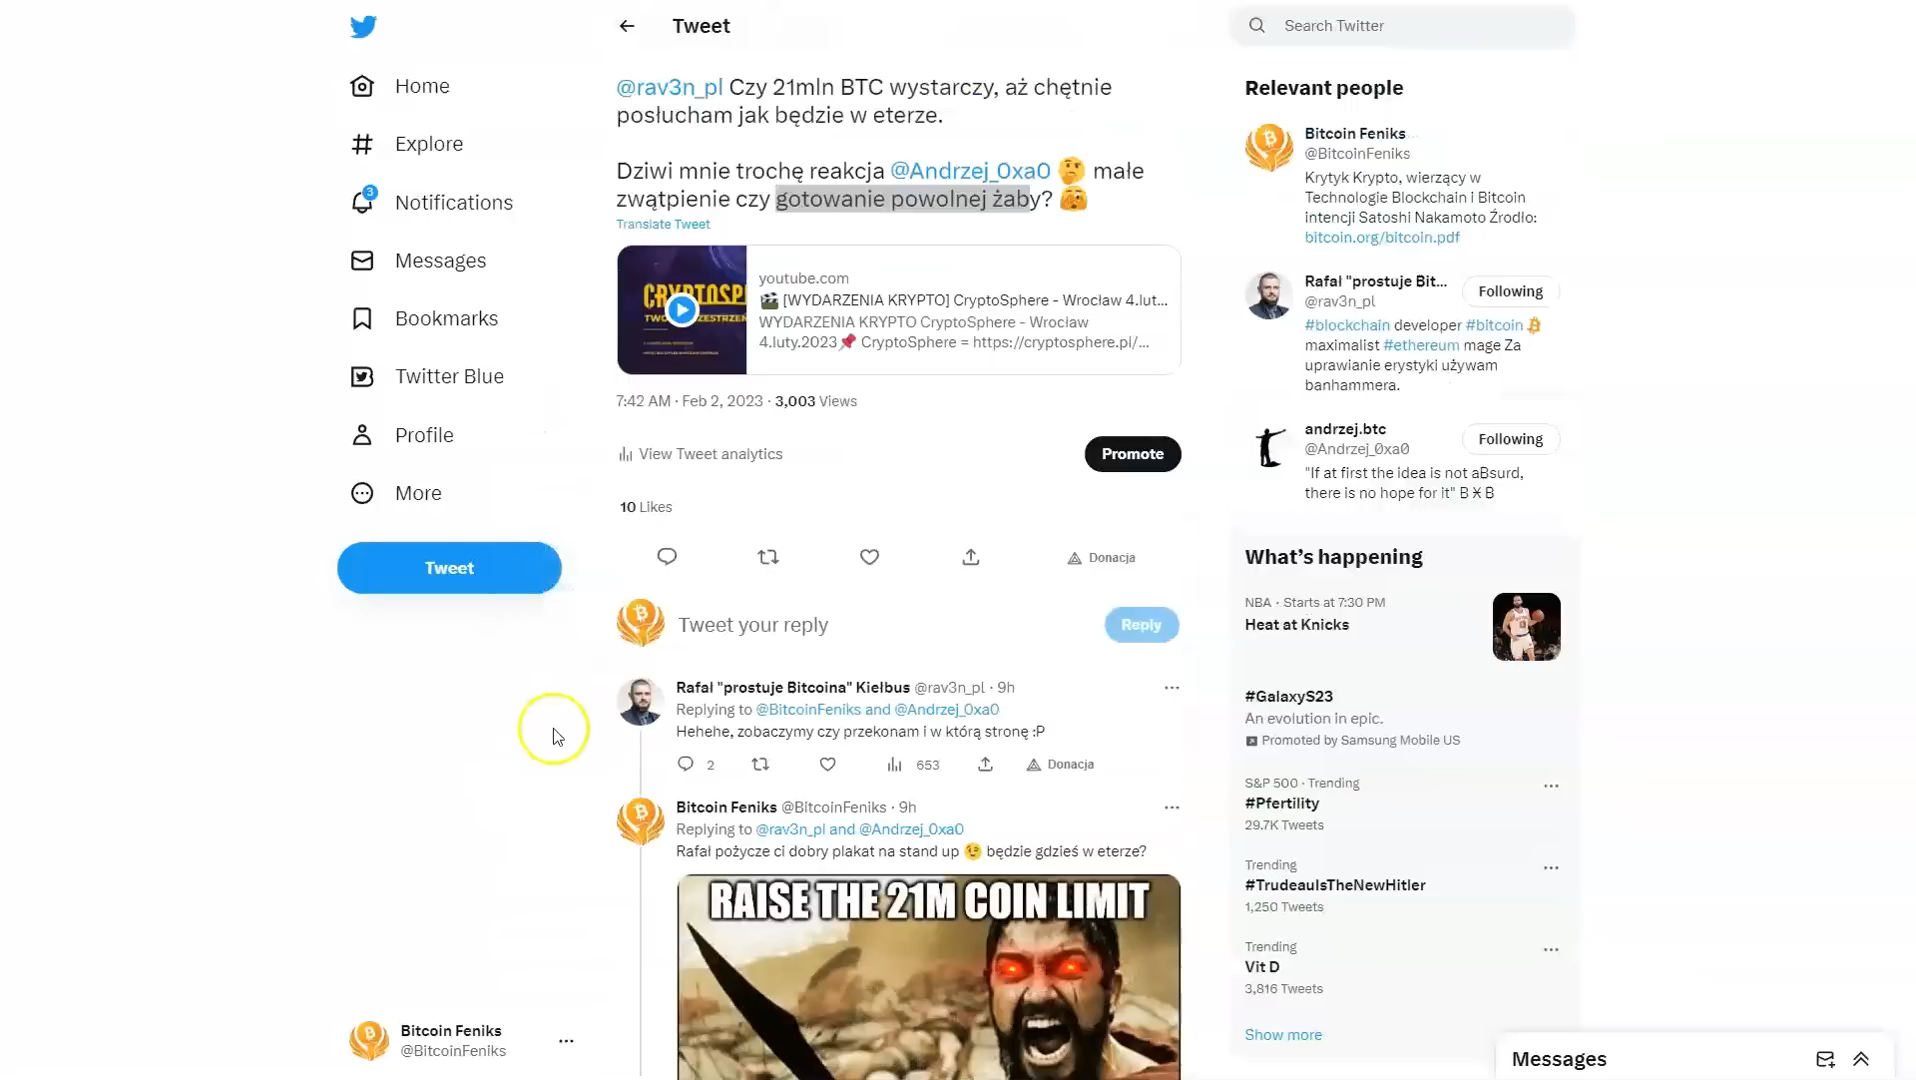 Tweet
Search Twitter
Home
Explore
3
Notifications
Messages
Bookmarks
Twitter Blue
Profile
More
Tweet
Bitcoin Feniks
@BitcoinFeniks
@rav3n_pl Czy 21mln BTC wystarczy, aż chętnie
posłucham jak będzie w eterze.
Dziwi mnie trochę reakcja @Andrzej_0xa0 🤔 małe
zwątpienie czy gotowanie powolnej żaby? 🫣
Translate Tweet
youtube.com
🎬 [WYDARZENIA KRYPTO] CryptoSphere - Wrocław 4.lut...
WYDARZENIA KRYPTO CryptoSphere - Wrocław
4.luty.2023📌 CryptoSphere = https://cryptosphere.pl/...
7:42 AM · Feb 2, 2023 · 3,003 Views
View Tweet analytics
Promote
10 Likes
Donacja
Tweet your reply
Reply
Rafał "prostuje Bitcoina" Kiełbus @rav3n_pl · 9h
Replying to @BitcoinFeniks and @Andrzej_0xa0
Hehehe, zobaczymy czy przekonam i w którą stronę :P
2
653
Donacja
Bitcoin Feniks @BitcoinFeniks · 9h
Replying to @rav3n_pl and @Andrzej_0xa0
Rafał pożycze ci dobry plakat na stand up 😉 będzie gdzieś w eterze?
RAISE THE 21M COIN LIMIT
Relevant people
Bitcoin Feniks
@BitcoinFeniks
Krytyk Krypto, wierzący w
Technologie Blockchain i Bitcoin
intencji Satoshi Nakamoto Źrodło:
bitcoin.org/bitcoin.pdf
Rafał "prostuje Bit...
@rav3n_pl
Following
#blockchain developer #bitcoin
maximalist #ethereum mage Za
uprawianie erystyki używam
banhammera.
andrzej.btc
@Andrzej_0xa0
Following
"If at first the idea is not aBsurd,
there is no hope for it" B ӾB
What's happening
NBA · Starts at 7:30 PM
Heat at Knicks
#GalaxyS23
An evolution in epic.
Promoted by Samsung Mobile US
S&P 500 · Trending
#Pfertility
29.7K Tweets
Trending
#TrudeauIsTheNewHitler
1,250 Tweets
Trending
Vit D
3,816 Tweets
Show more
Messages